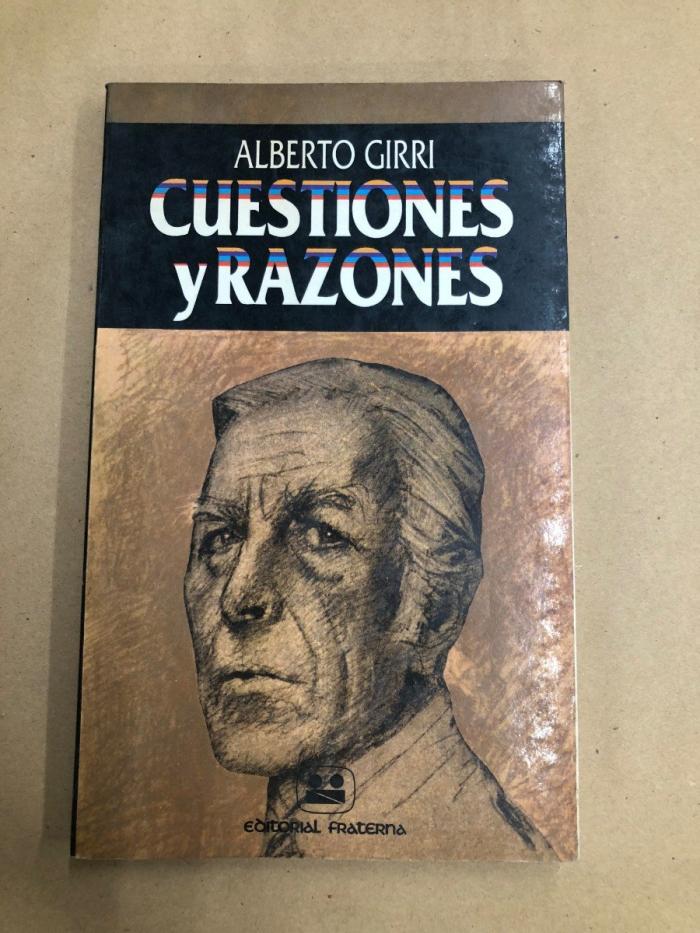 ALBERTO GIRRI
CUESTIONES
y RAZONES
EDITORIAL FRATERNA